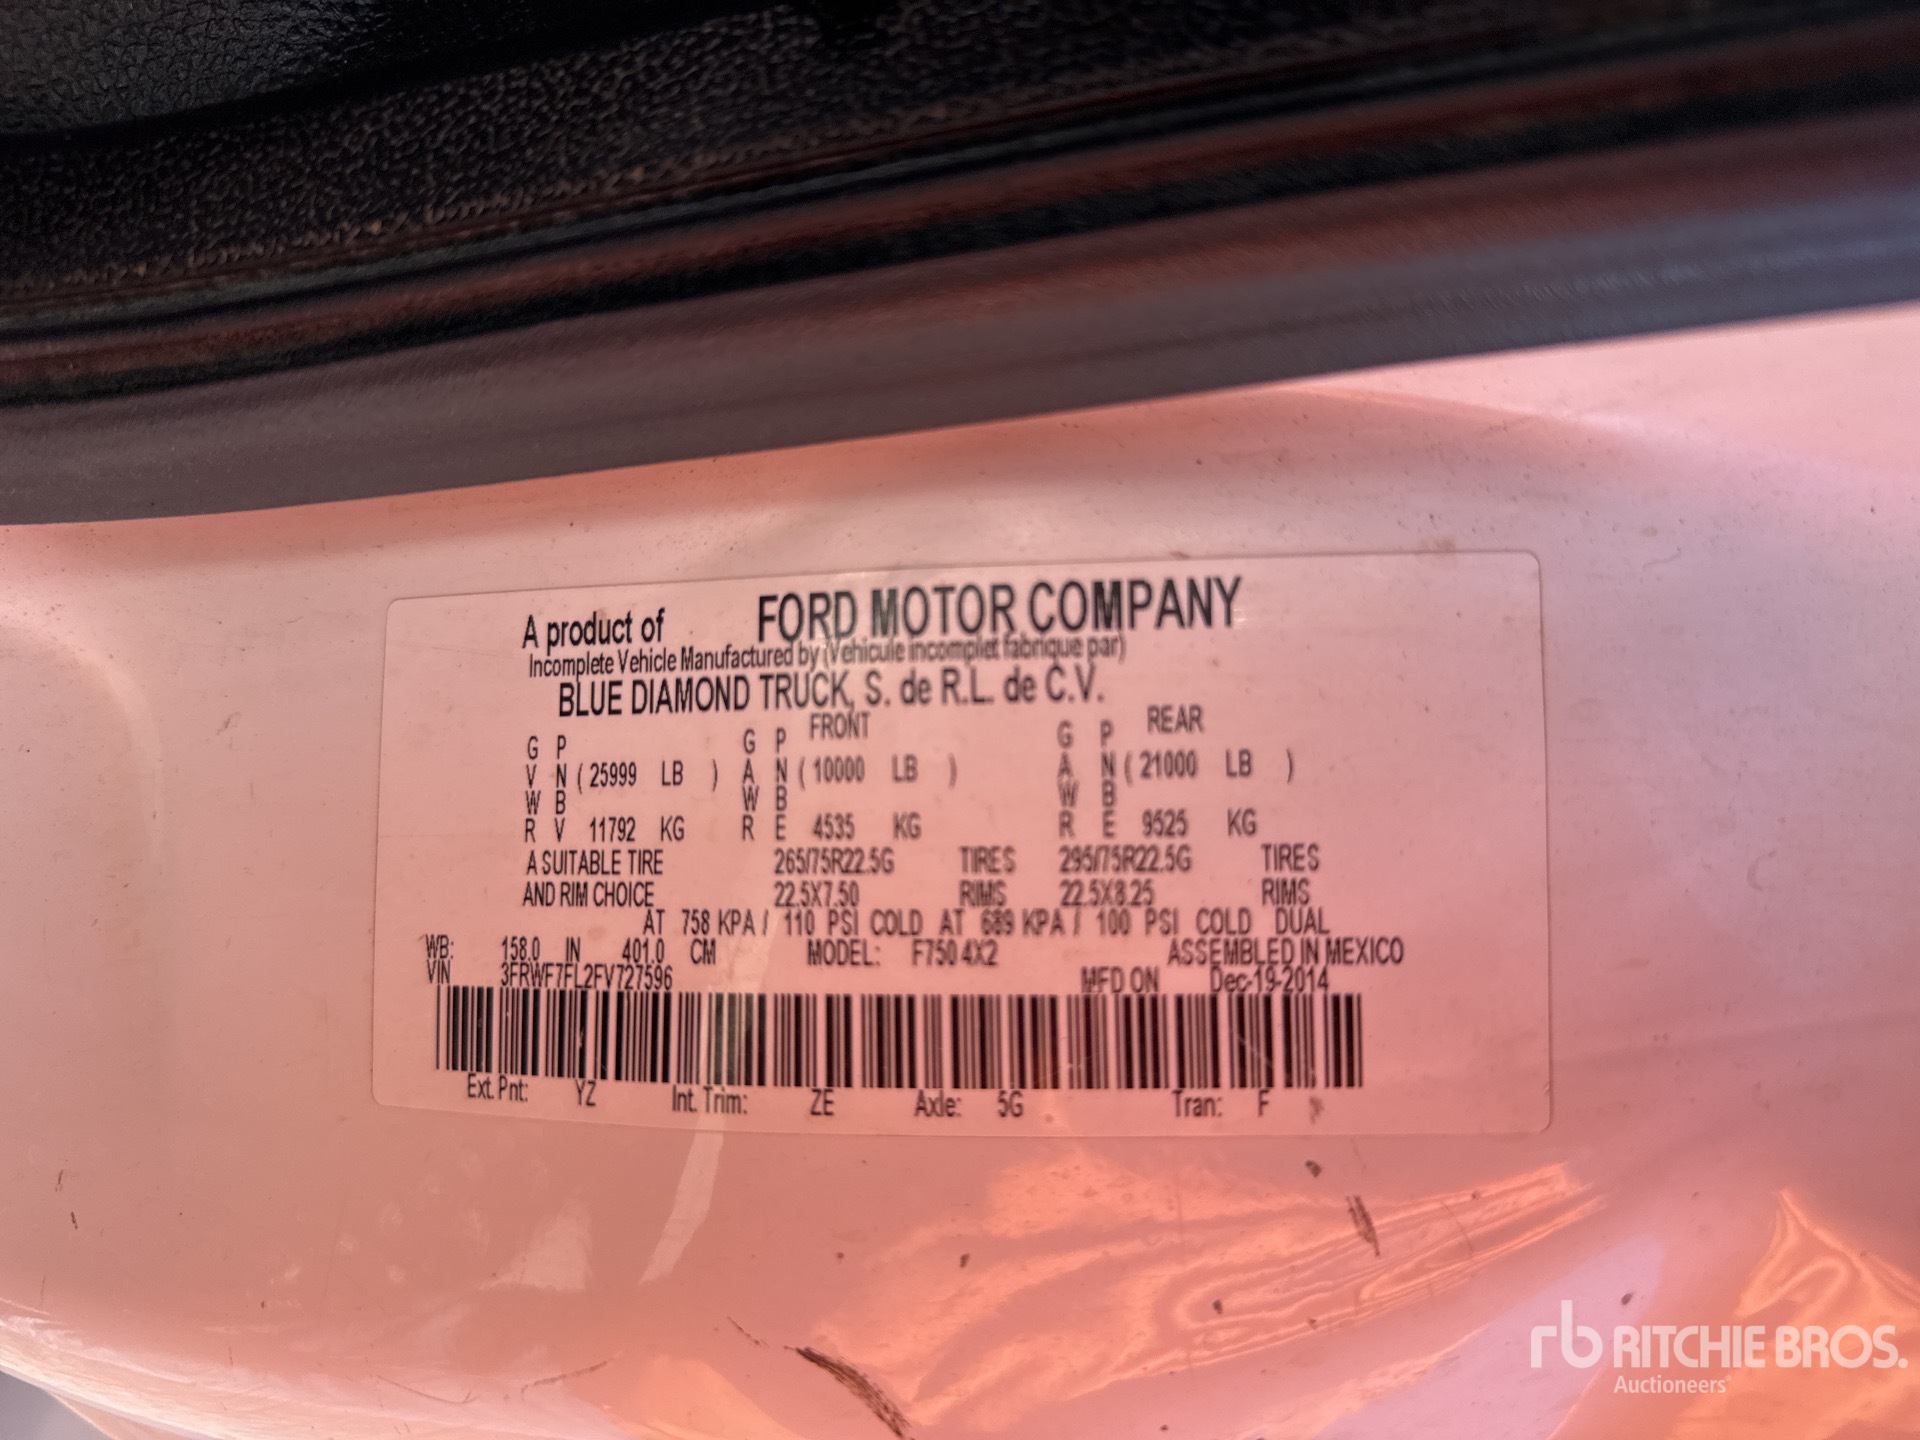 A product of FORD MOTOR COMPANY
Incomplete Vehicle Manufactured by (Vehicule incomplet fabrique par)
BLUE DIAMOND TRUCK, S. de R.L. de C.V.
G P G P FRONT G P REAR
V N ( 25999 LB ) A N ( 10000 LB ) A N ( 21000 LB )
W B W B W B
R V 11792 KG R E 4535 KG R E 9525 KG
A SUITABLE TIRE 265/75R22.5G TIRES 295/75R22.5G TIRES
AND RIM CHOICE 22.5X7.50 RIMS 22.5X8.25 RIMS
AT 758 KPA / 110 PSI COLD AT 689 KPA / 100 PSI COLD DUAL
WB: 158.0 IN 401.0 CM MODEL: F750 4X2 ASSEMBLED IN MEXICO
VIN 3FRWF7FL2FV727596 MFD ON Dec-19-2014
Ext. Pnt: YZ Int. Trim: ZE Axle: 5G Tran: F
rb RITCHIE BROS.
Auctioneers